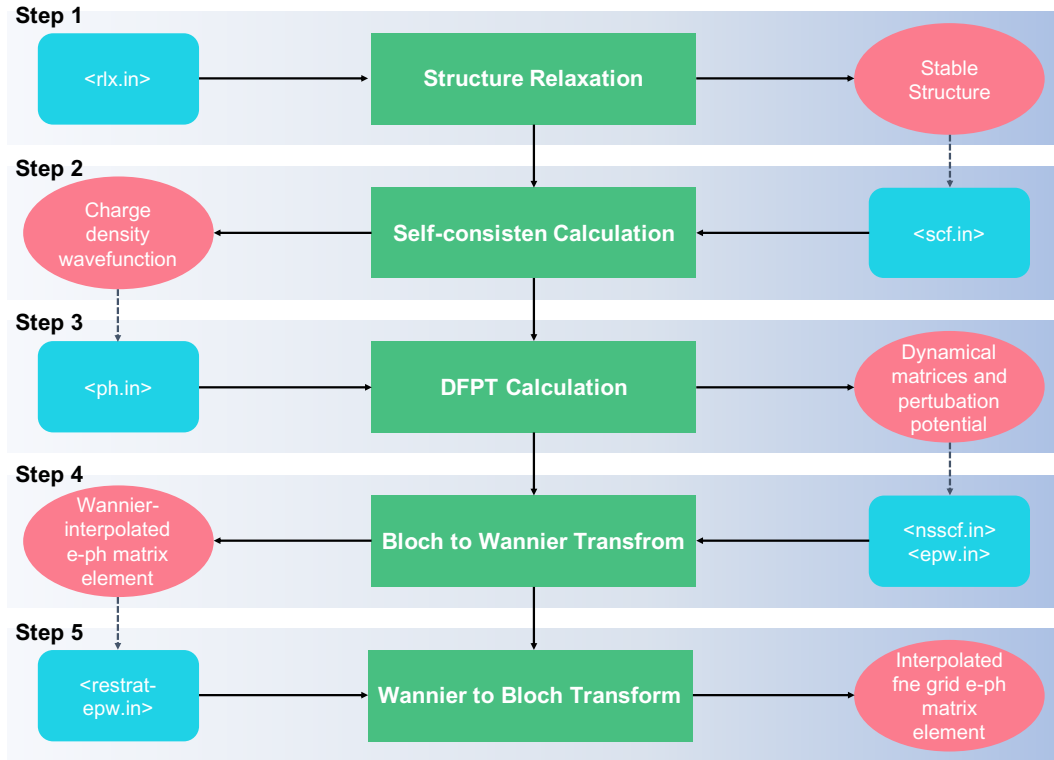 Step 1
<rlx.in>
Structure Relaxation
Stable
Structure
Step 2
Charge
density
wavefunction
Self-consisten Calculation
<scf.in>
Step 3
<ph.in>
DFPT Calculation
Dynamical
matrices and
pertubation
potential
Step 4
Wannier-
interpolated
e-ph matrix
element
Bloch to Wannier Transfrom
<nsscf.in>
<epw.in>
Step 5
<restrat-
epw.in>
Wannier to Bloch Transform
Interpolated
fne grid e-ph
matrix
element